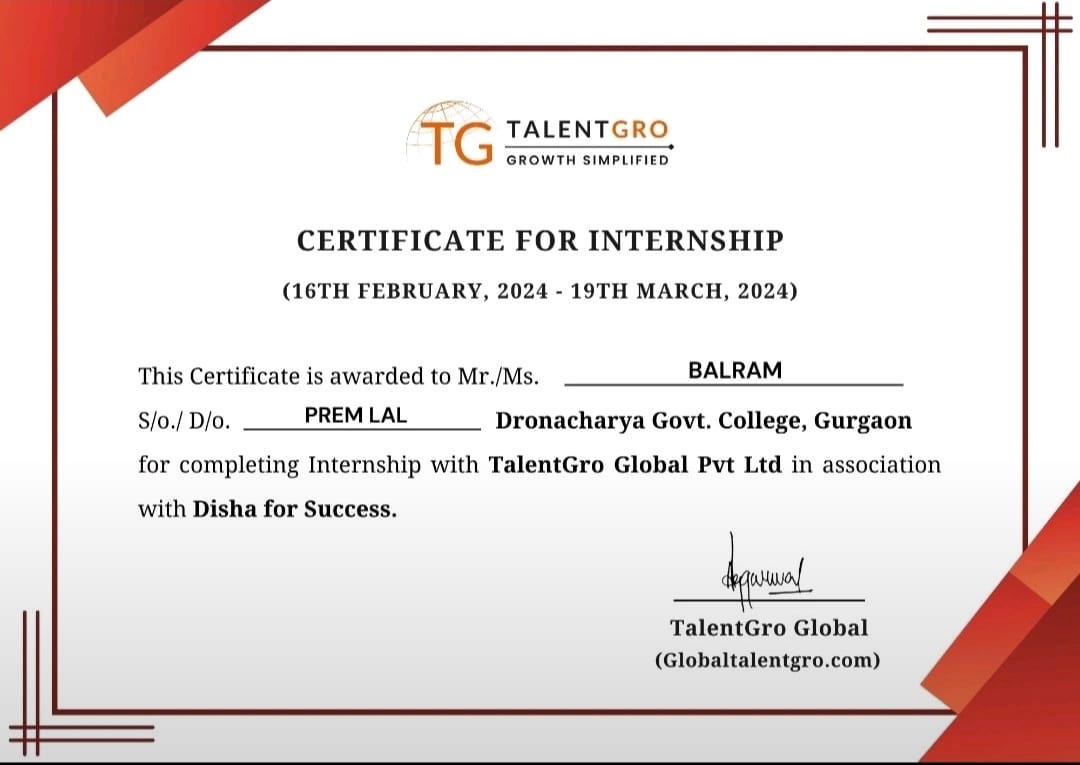 TG TALENTGRO
GROWTH SIMPLIFIED
CERTIFICATE FOR INTERNSHIP
(16TH FEBRUARY, 2024 - 19TH MARCH, 2024)
This Certificate is awarded to Mr./Ms. BALRAM
S/o./ D/o. PREM LAL Dronacharya Govt. College, Gurgaon
for completing Internship with TalentGro Global Pvt Ltd in association
with Disha for Success.
Agarwal
TalentGro Global
(Globaltalentgro.com)